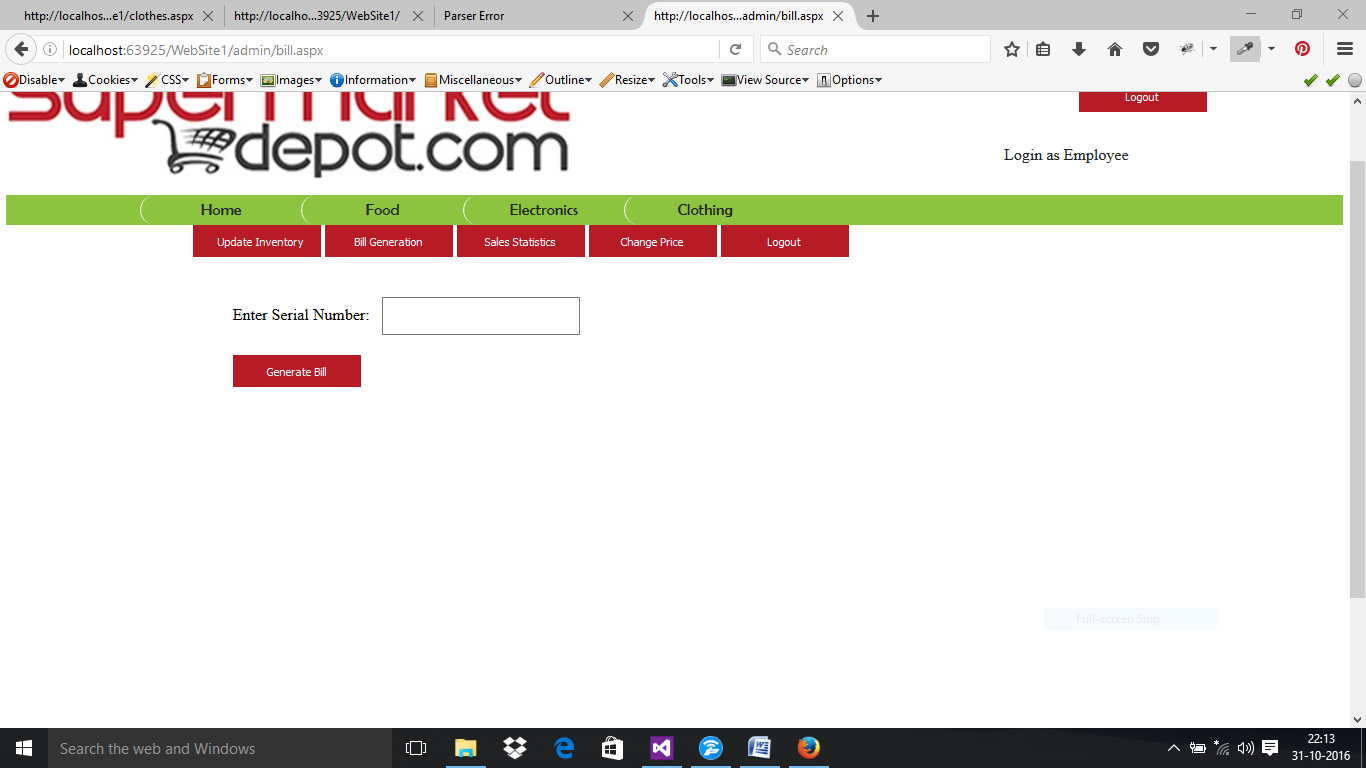 http://localhos...e1/clothes.aspx http://localho...3925/WebSite1/ Parser Error http://localhos...admin/bill.aspx
localhost:63925/WebSite1/admin/bill.aspx Search
Disable Cookies CSS Forms Images Information Miscellaneous Outline Resize Tools View Source Options
supermarket
depot.com
Logout
Login as Employee
Home Food Electronics Clothing
Update Inventory Bill Generation Sales Statistics Change Price Logout
Enter Serial Number:
Generate Bill
Full-screen Snip
Search the web and Windows
22:13
31-10-2016